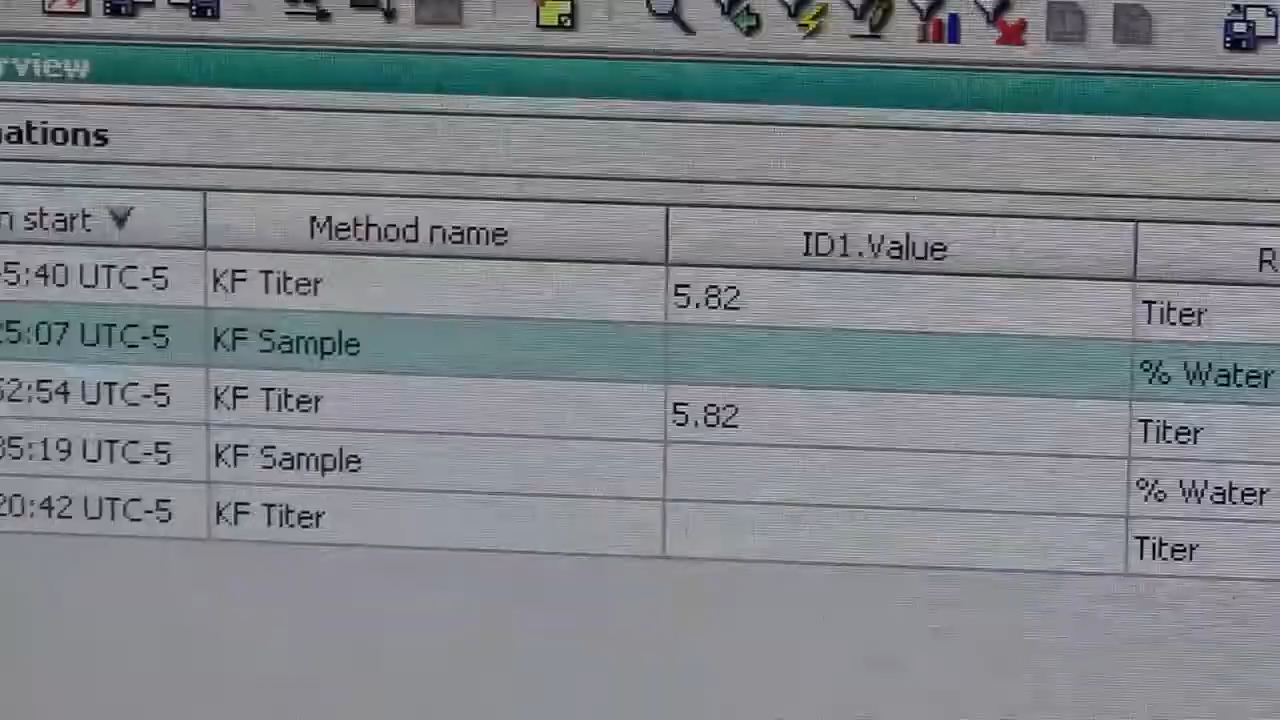 rview
ations
n start Method name ID1.Value R
5:40 UTC-5 KF Titer 5.82 Titer
25:07 UTC-5 KF Sample % Water
52:54 UTC-5 KF Titer 5.82 Titer
35:19 UTC-5 KF Sample % Water
20:42 UTC-5 KF Titer Titer